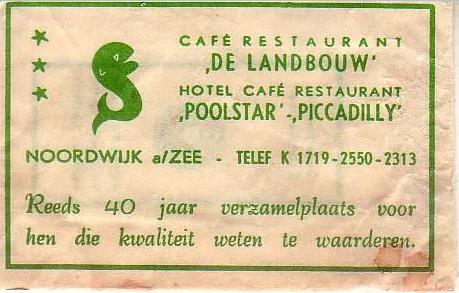 CAFÉ RESTAURANT
‚DE LANDBOUW'
HOTEL CAFÉ RESTAURANT
‚POOLSTAR'-‚PICCADILLY'
NOORDWIJK a/ZEE - TELEF K 1719-2550-2313
Reeds 40 jaar verzamelplaats voor
hen die kwaliteit weten te waarderen.